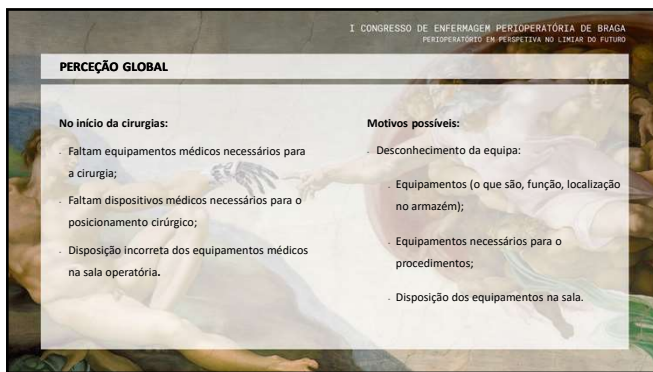 I CONGRESSO DE ENFERMAGEM PERIOPERATÓRIA DE BRAGA
PERIOPERATÓRIO EM PERSPETIVA NO LIMIAR DO FUTURO
PERCEÇÃO GLOBAL
No início da cirurgias:
- Faltam equipamentos médicos necessários para
a cirurgia;
- Faltam dispositivos médicos necessários para o
posicionamento cirúrgico;
- Disposição incorreta dos equipamentos médicos
na sala operatória.
Motivos possíveis:
- Desconhecimento da equipa:
- Equipamentos (o que são, função, localização
no armazém);
- Equipamentos necessários para o
procedimentos;
- Disposição dos equipamentos na sala.